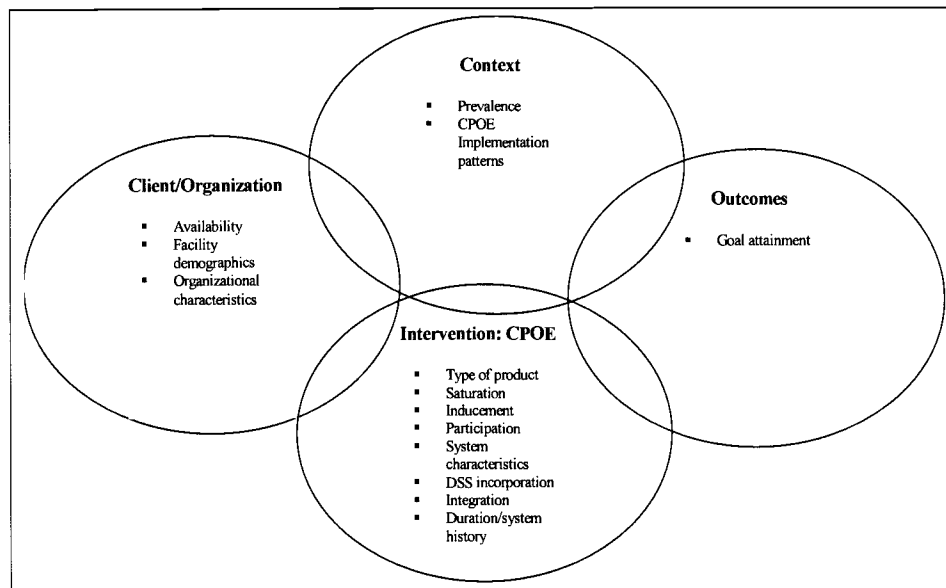 Context
▪ Prevalence
▪ CPOE
Implementation
patterns
Client/Organization
▪ Availability
▪ Facility
demographics
▪ Organizational
characteristics
Outcomes
▪ Goal attainment
Intervention: CPOE
▪ Type of product
▪ Saturation
▪ Inducement
▪ Participation
▪ System
characteristics
▪ DSS incorporation
▪ Integration
▪ Duration/system
history